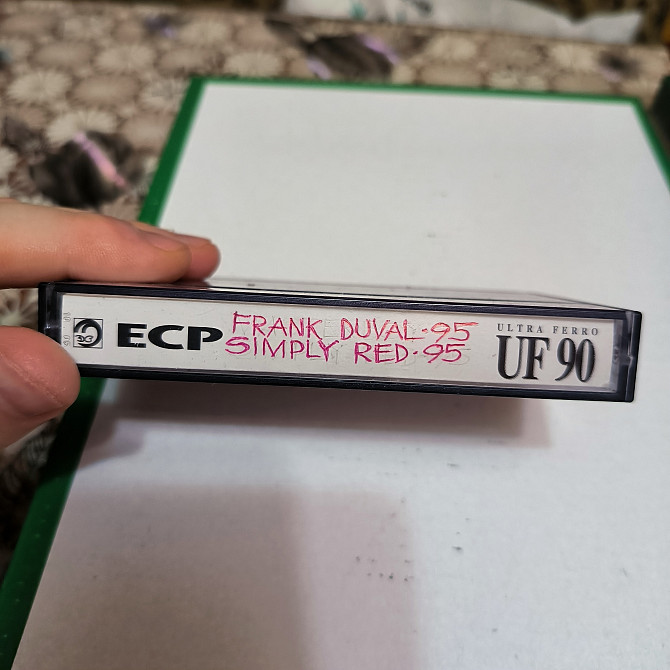 ECP
FRANK DUVAL-95
SIMPLY RED-95
ULTRA FERRO
UF 90